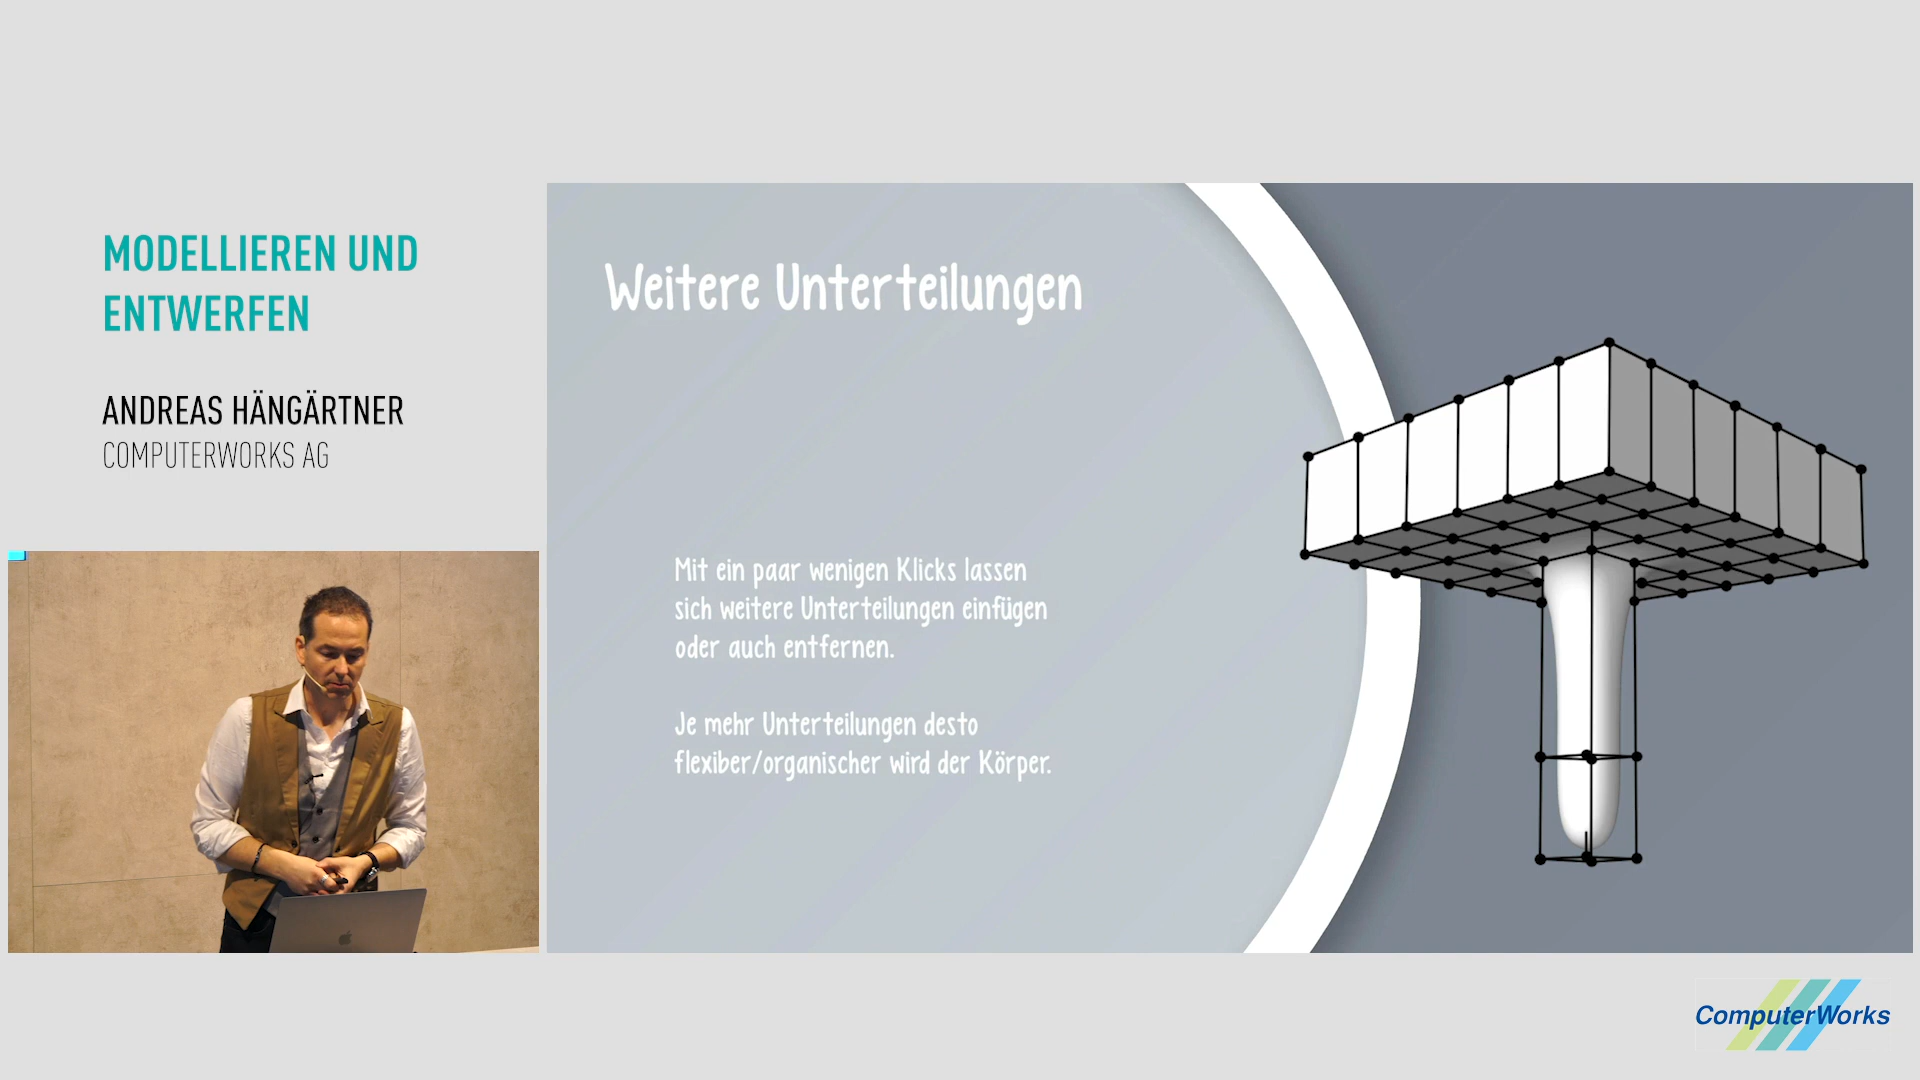 MODELLIEREN UND
ENTWERFEN
ANDREAS HÄNGÄRTNER
COMPUTERWORKS AG
Weitere Unterteilungen
Mit ein paar wenigen Klicks lassen
sich weitere Unterteilungen einfügen
oder auch entfernen.
Je mehr Unterteilungen desto
flexiber/organischer wird der Körper.
ComputerWorks